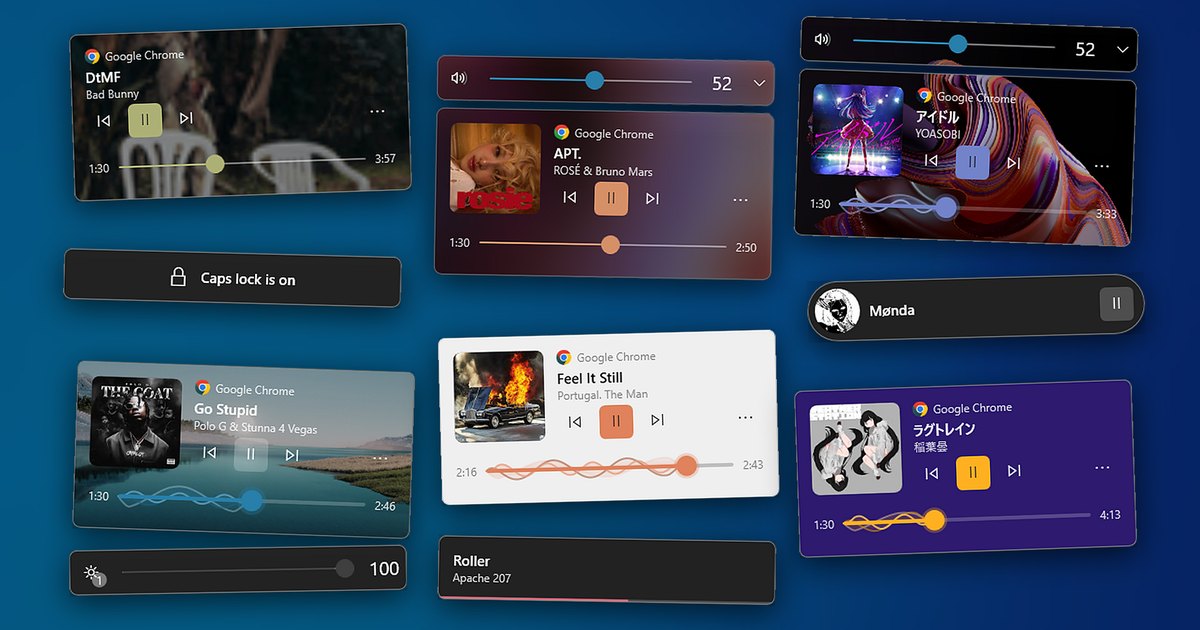 Google Chrome
DtMF
Bad Bunny
1:30
3:57
Caps lock is on
THE GOAT
Google Chrome
Go Stupid
Polo G & Stunna 4 Vegas
1:30
2:46
1
100
52
Google Chrome
APT.
ROSÉ & Bruno Mars
rosie
1:30
2:50
Google Chrome
Feel It Still
Portugal. The Man
2:16
2:43
Roller
Apache 207
52
Google Chrome
アイドル
YOASOBI
1:30
3:33
Mønda
Google Chrome
ラグトレイン
稲葉曇
1:30
4:13